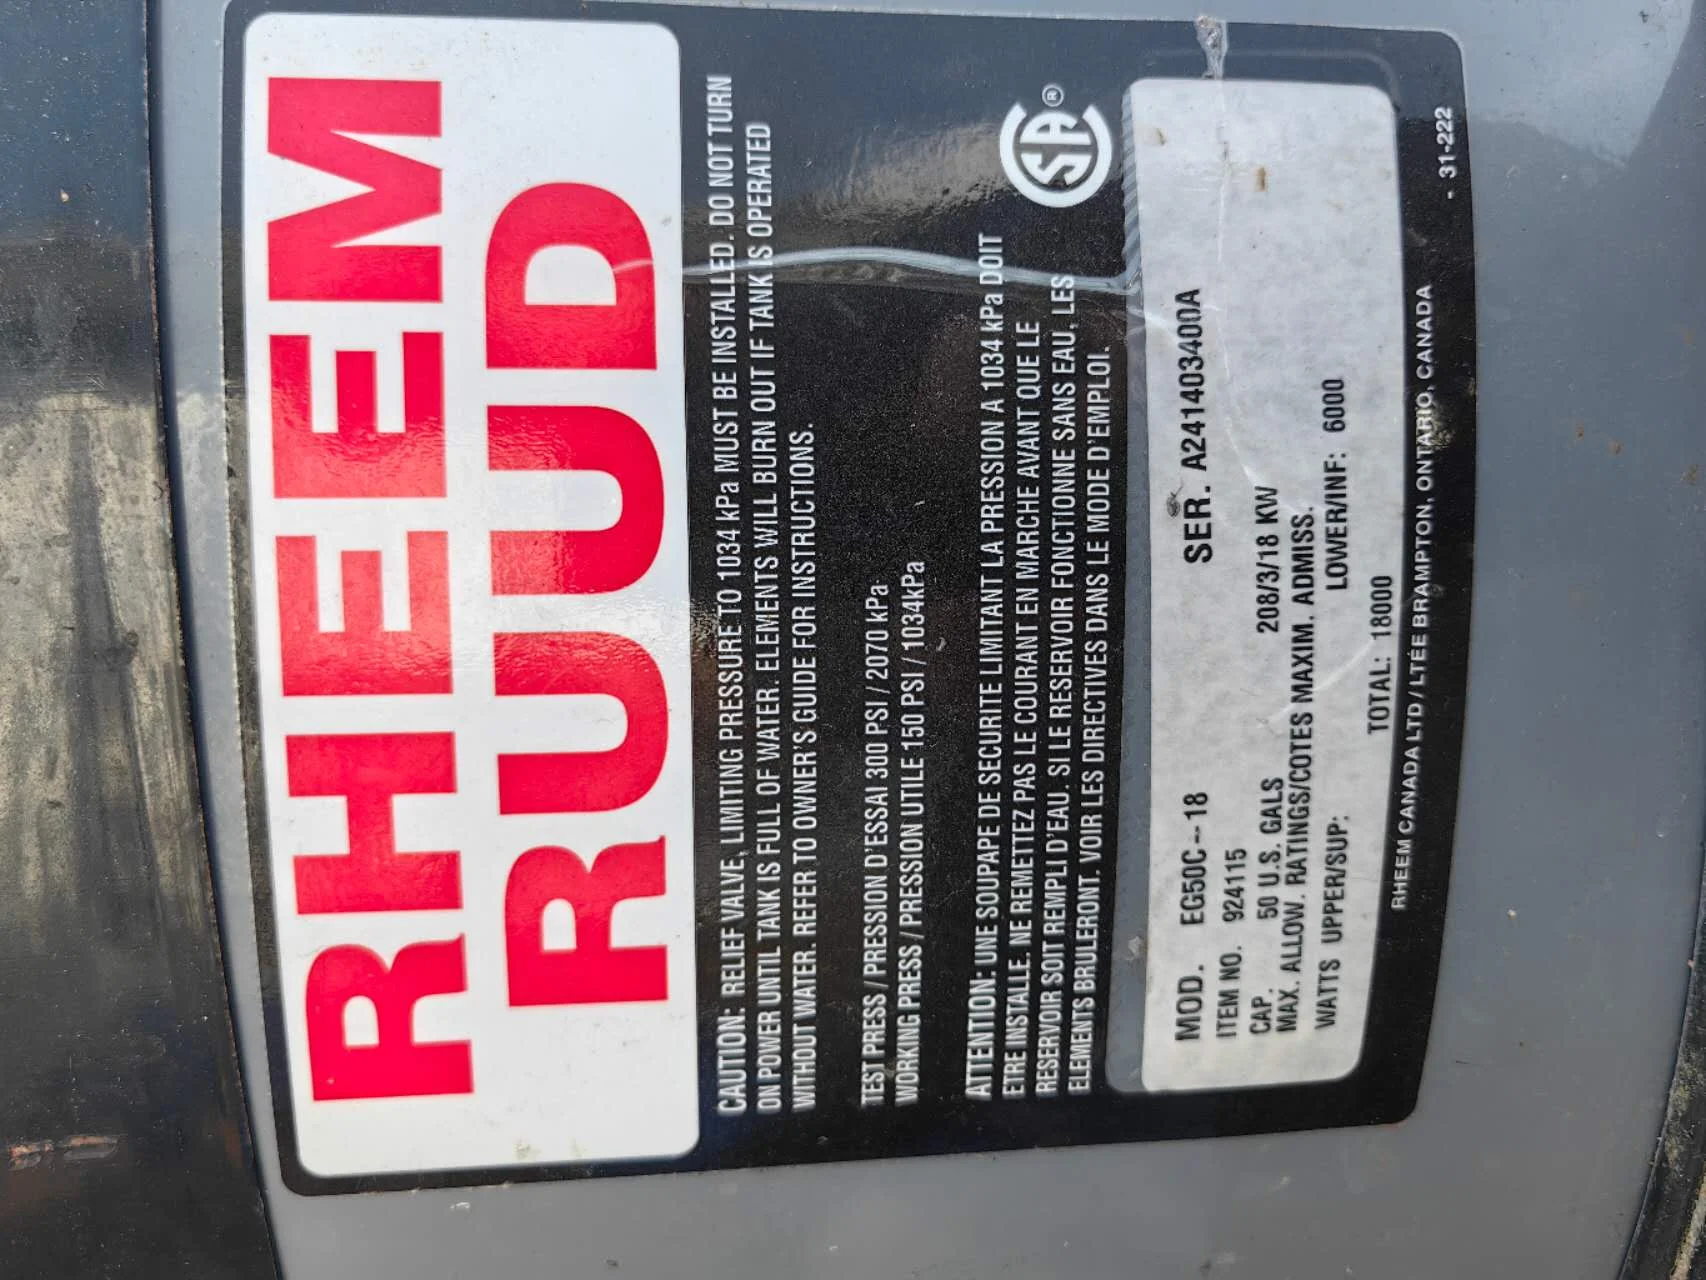 RHEEM
RUUD
CAUTION: RELIEF VALVE, LIMITING PRESSURE TO 1034 kPa MUST BE INSTALLED. DO NOT TURN
ON POWER UNTIL TANK IS FULL OF WATER. ELEMENTS WILL BURN OUT IF TANK IS OPERATED
WITHOUT WATER. REFER TO OWNER'S GUIDE FOR INSTRUCTIONS.
TEST PRESS / PRESSION D'ESSAI 300 PSI / 2070 kPa
WORKING PRESS / PRESSION UTILE 150 PSI / 1034kPa
CSA ®
ATTENTION: UNE SOUPAPE DE SECURITE LIMITANT LA PRESSION A 1034 kPa DOIT
ETRE INSTALLE. NE REMETEZ PAS LE COURANT EN MARCHE AVANT QUE LE
RESERVOIR SOIT REMPLI D'EAU. SI LE RESERVOIR FONCTIONNE SANS EAU, LES
ELEMENTS BRULERONT. VOIR LES DIRECTIVES DANS LE MODE D'EMPLOI.
MOD. EG50C--18 SER. A241403400A
ITEM NO. 924115
CAP. 50 U.S. GALS 208/3/18 KW
MAX. ALLOW. RATINGS/COTES MAXIM. ADMISS.
WATTS UPPER/SUP: LOWER/INF: 6000
TOTAL: 18000
RHEEM CANADA LTD / LTÉE BRAMPTON, ONTARIO, CANADA
- 31-222